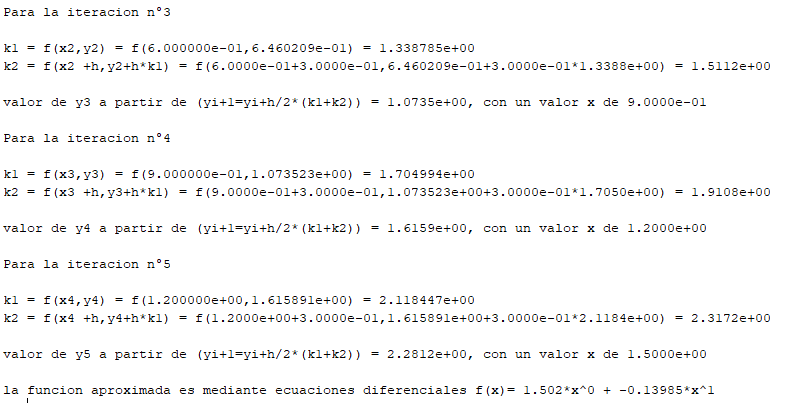 Para la iteracion n°3
k1 = f(x2,y2) = f(6.000000e-01,6.460209e-01) = 1.338785e+00
k2 = f(x2 +h,y2+h*k1) = f(6.0000e-01+3.0000e-01,6.460209e-01+3.0000e-01*1.3388e+00) = 1.5112e+00
valor de y3 a partir de (yi+1=yi+h/2*(k1+k2)) = 1.0735e+00, con un valor x de 9.0000e-01
Para la iteracion n°4
k1 = f(x3,y3) = f(9.000000e-01,1.073523e+00) = 1.704994e+00
k2 = f(x3 +h,y3+h*k1) = f(9.0000e-01+3.0000e-01,1.073523e+00+3.0000e-01*1.7050e+00) = 1.9108e+00
valor de y4 a partir de (yi+1=yi+h/2*(k1+k2)) = 1.6159e+00, con un valor x de 1.2000e+00
Para la iteracion n°5
k1 = f(x4,y4) = f(1.200000e+00,1.615891e+00) = 2.118447e+00
k2 = f(x4 +h,y4+h*k1) = f(1.2000e+00+3.0000e-01,1.615891e+00+3.0000e-01*2.1184e+00) = 2.3172e+00
valor de y5 a partir de (yi+1=yi+h/2*(k1+k2)) = 2.2812e+00, con un valor x de 1.5000e+00
la funcion aproximada es mediante ecuaciones diferenciales f(x)= 1.502*x^0 + -0.13985*x^1